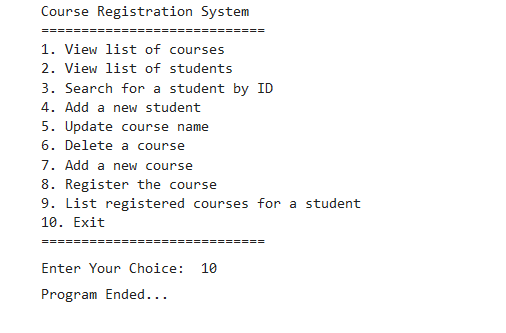 Course Registration System
============================
1. View list of courses
2. View list of students
3. Search for a student by ID
4. Add a new student
5. Update course name
6. Delete a course
7. Add a new course
8. Register the course
9. List registered courses for a student
10. Exit
============================
Enter Your Choice:  10
Program Ended...